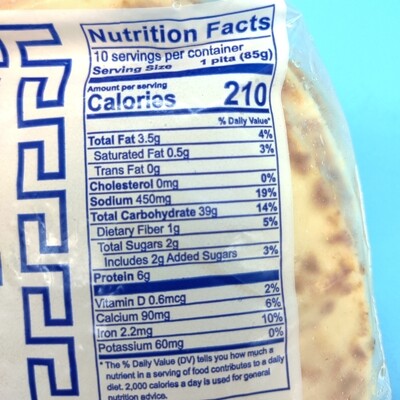 Nutrition Facts
10 servings per container
Serving Size 1 pita (85g)
Amount per serving
Calories 210
% Daily Value*
Total Fat 3.5g 4%
Saturated Fat 0.5g 3%
Trans Fat 0g
Cholesterol 0mg 0%
Sodium 450mg 19%
Total Carbohydrate 39g 14%
Dietary Fiber 1g 5%
Total Sugars 2g
Includes 2g Added Sugars 3%
Protein 6g
Vitamin D 0.6mcg 2%
Calcium 90mg 6%
Iron 2.2mg 10%
Potassium 60mg 0%
* The % Daily Value (DV) tells you how much a
nutrient in a serving of food contributes to a daily
diet. 2,000 calories a day is used for general
nutrition advice.